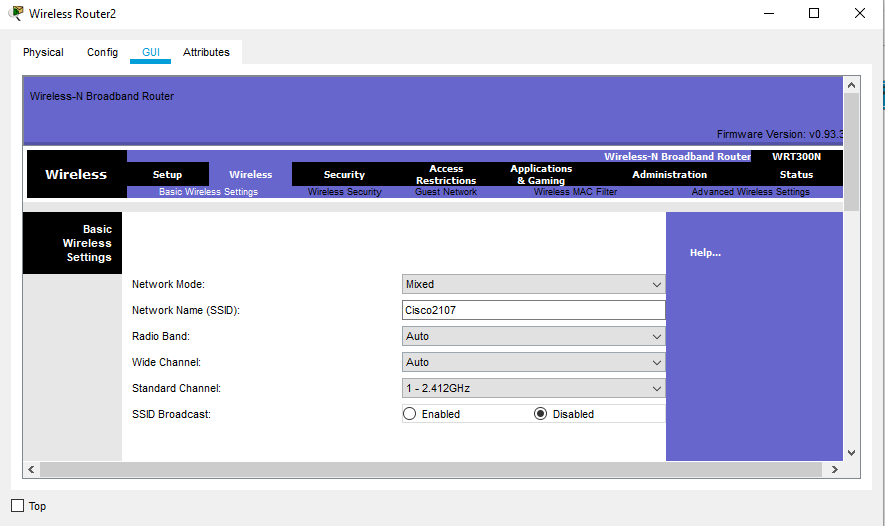 Wireless Router2
Physical Config GUI Attributes
Wireless-N Broadband Router
Firmware Version: v0.93.3
Wireless-N Broadband Router WRT300N
Wireless
Setup Wireless Security Access Restrictions Applications & Gaming Administration Status
Basic Wireless Settings Wireless Security Guest Network Wireless MAC Filter Advanced Wireless Settings
Basic
Wireless
Settings
Help...
Network Mode: Mixed
Network Name (SSID): Cisco2107
Radio Band: Auto
Wide Channel: Auto
Standard Channel: 1 - 2.412GHz
SSID Broadcast: Enabled Disabled
Top